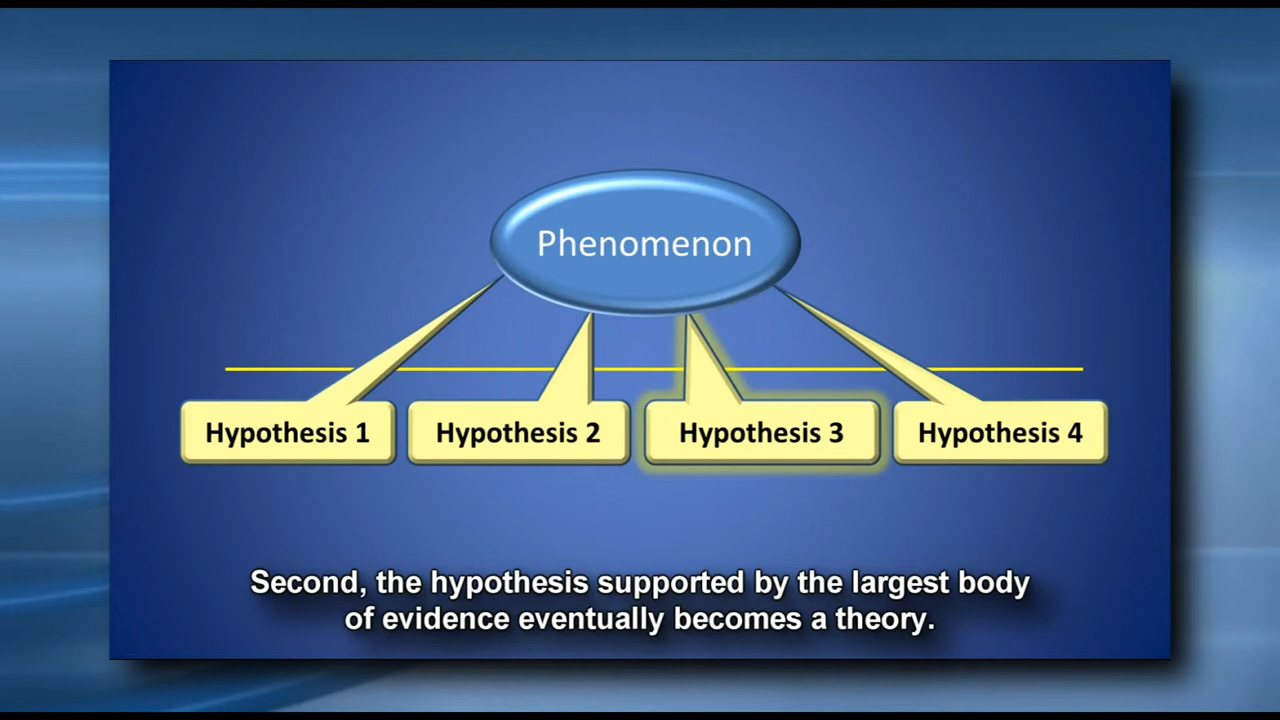 Phenomenon
Hypothesis 1
Hypothesis 2
Hypothesis 3
Hypothesis 4
Second, the hypothesis supported by the largest body
of evidence eventually becomes a theory.